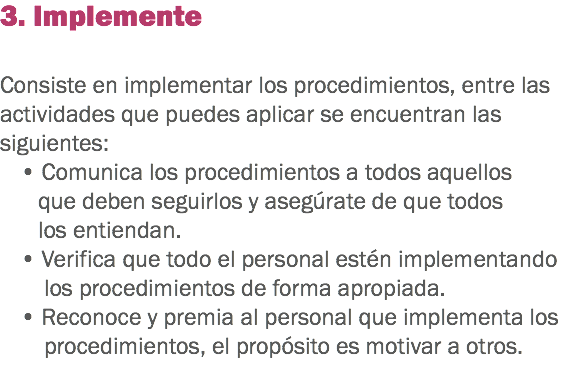 3. Implemente
Consiste en implementar los procedimientos, entre las
actividades que puedes aplicar se encuentran las
siguientes:
• Comunica los procedimientos a todos aquellos
que deben seguirlos y asegúrate de que todos
los entiendan.
• Verifica que todo el personal estén implementando
los procedimientos de forma apropiada.
• Reconoce y premia al personal que implementa los
procedimientos, el propósito es motivar a otros.